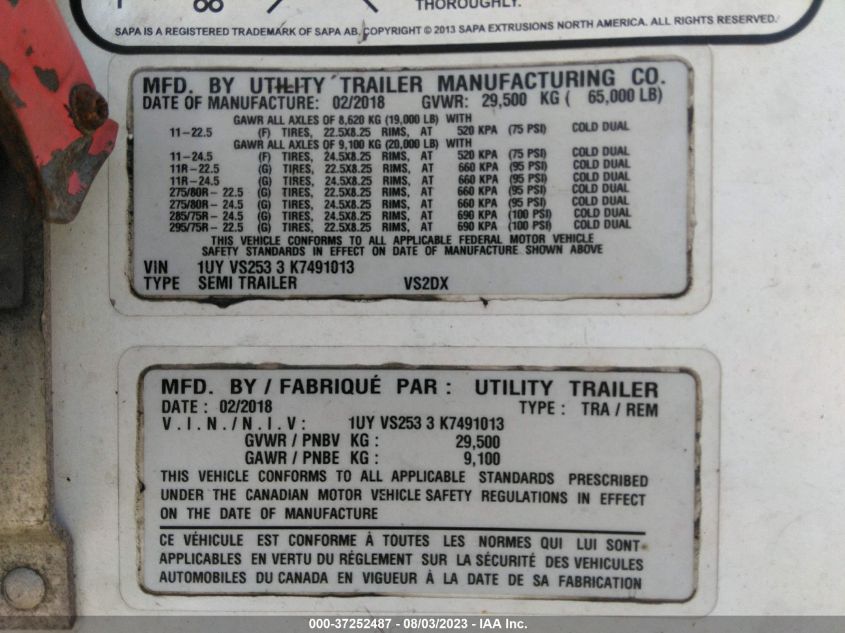 THOROUGHLY.
SAPA IS A REGISTERED TRADEMARK OF SAPA AB, COPYRIGHT © 2013 SAPA EXTRUSIONS NORTH AMERICA. ALL RIGHTS RESERVED.
MFD. BY UTILITY TRAILER MANUFACTURING CO.
DATE OF MANUFACTURE: 02/2018 GVWR: 29,500 KG ( 65,000 LB)
GAWR ALL AXLES OF 8,620 KG (19,000 LB) WITH
11-22.5 (F) TIRES, 22.5X8.25 RIMS, AT 520 KPA (75 PSI) COLD DUAL
GAWR ALL AXLES OF 9,100 KG (20,000 LB) WITH
11-24.5 (F) TIRES, 24.5X8.25 RIMS, AT 520 KPA (75 PSI) COLD DUAL
11R-22.5 (G) TIRES, 22.5X8.25 RIMS, AT 660 KPA (95 PSI) COLD DUAL
11R-24.5 (G) TIRES, 24.5X8.25 RIMS, AT 660 KPA (95 PSI) COLD DUAL
275/80R- 22.5 (G) TIRES, 22.5X8.25 RIMS, AT 660 KPA (95 PSI) COLD DUAL
275/80R- 24.5 (G) TIRES, 24.5X8.25 RIMS, AT 660 KPA (95 PSI) COLD DUAL
285/75R- 24.5 (G) TIRES, 24.5X8.25 RIMS, AT 690 KPA (100 PSI) COLD DUAL
295/75R- 22.5 (G) TIRES, 22.5X8.25 RIMS, AT 690 KPA (100 PSI) COLD DUAL
THIS VEHICLE CONFORMS TO ALL APPLICABLE FEDERAL MOTOR VEHICLE
SAFETY STANDARDS IN EFFECT ON DATE OF MANUFACTURE SHOWN ABOVE
VIN 1UY VS253 3 K7491013
TYPE SEMI TRAILER VS2DX
MFD. BY / FABRIQUÉ PAR : UTILITY TRAILER
DATE : 02/2018 TYPE : TRA / REM
V.I.N./N.I.V: 1UY VS253 3 K7491013
GVWR / PNBV KG : 29,500
GAWR / PNBE KG : 9,100
THIS VEHICLE CONFORMS TO ALL APPLICABLE STANDARDS PRESCRIBED
UNDER THE CANADIAN MOTOR VEHICLE SAFETY REGULATIONS IN EFFECT
ON THE DATE OF MANUFACTURE
CE VÉHICULE EST CONFORME À TOUTES LES NORMES QUI LUI SONT
APPLICABLES EN VERTU DU RÉGLEMENT SUR LA SÉCURITÉ DES VEHICULES
AUTOMOBILES DU CANADA EN VIGUEUR À LA DATE DE SA FABRICATION
000-37252487 - 08/03/2023 - IAA Inc.